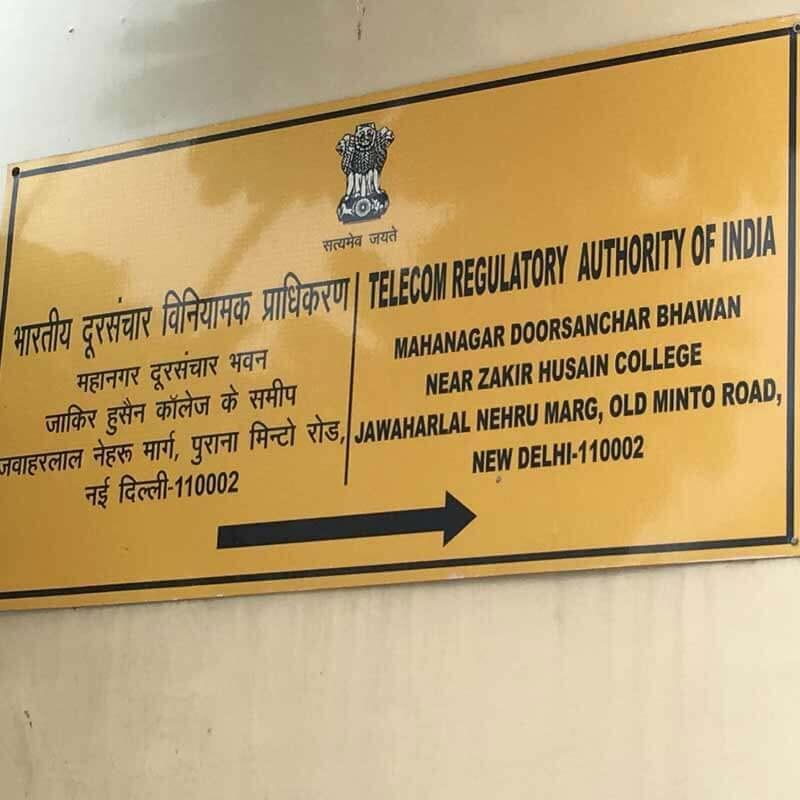 सत्यमेव जयते
भारतीय दूरसंचार विनियामक प्राधिकरण
महानगर दूरसंचार भवन
जाकिर हुसैन कॉलेज के समीप
जवाहरलाल नेहरू मार्ग, पुराना मिन्टो रोड,
नई दिल्ली-110002
TELECOM REGULATORY AUTHORITY OF INDIA
MAHANAGAR DOORSANCHAR BHAWAN
NEAR ZAKIR HUSAIN COLLEGE
JAWAHARLAL NEHRU MARG, OLD MINTO ROAD,
NEW DELHI-110002